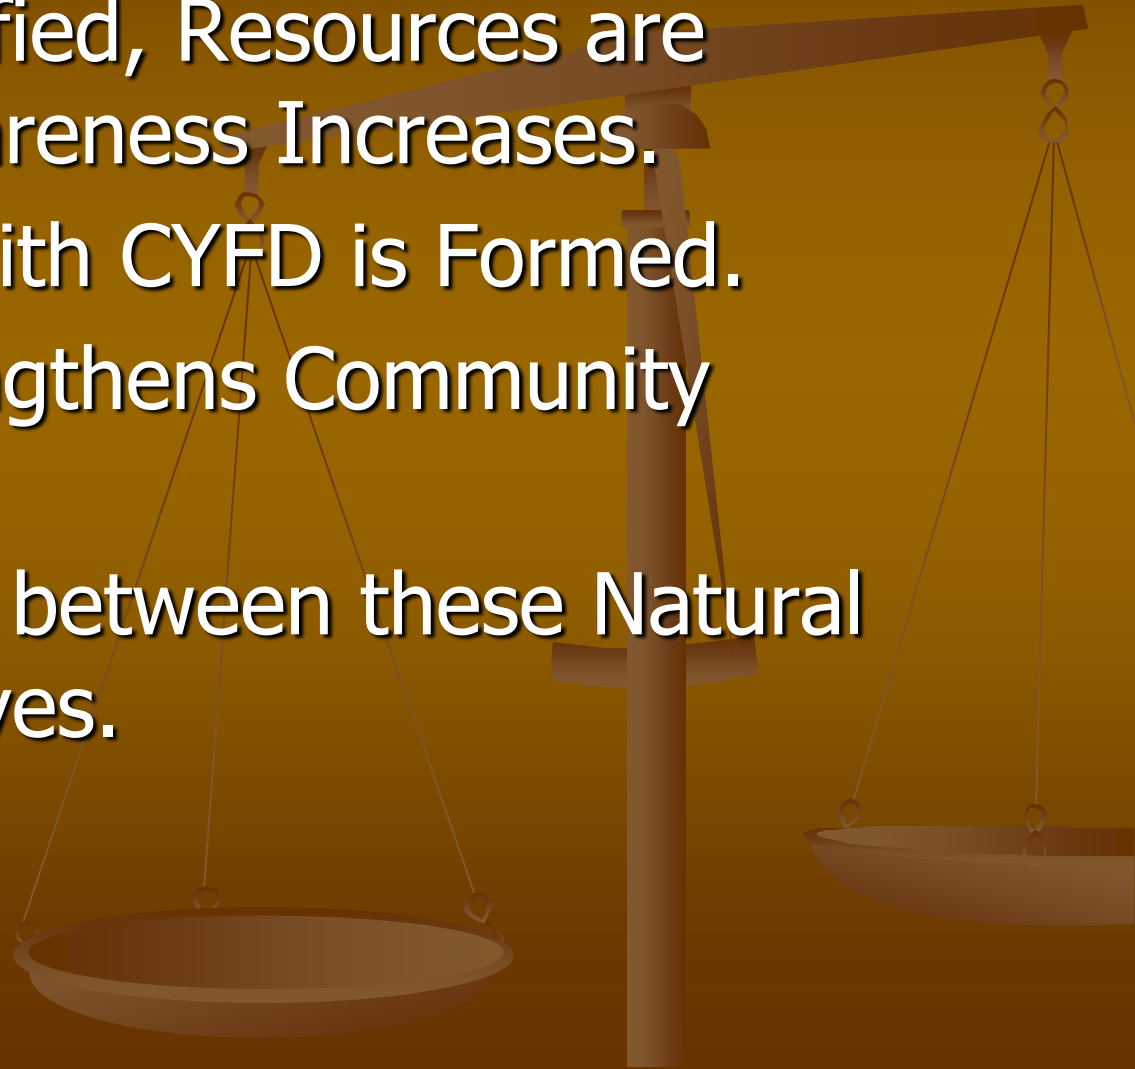 fied, Resources are
reness Increases.
ith CYFD is Formed.
gthens Community
between these Natural
ves.